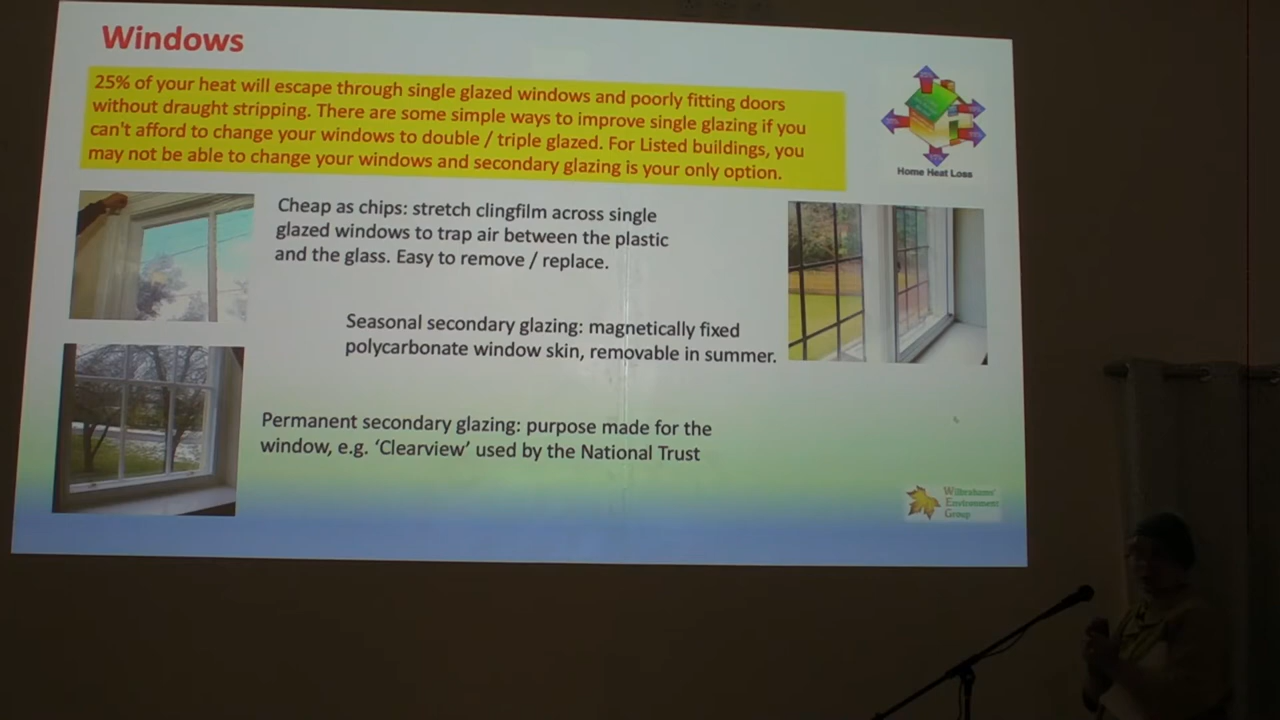 Windows
25% of your heat will escape through single glazed windows and poorly fitting doors
without draught stripping. There are some simple ways to improve single glazing if you
can't afford to change your windows to double / triple glazed. For Listed buildings, you
may not be able to change your windows and secondary glazing is your only option.
Home Heat Loss
Cheap as chips: stretch clingfilm across single
glazed windows to trap air between the plastic
and the glass. Easy to remove / replace.
Seasonal secondary glazing: magnetically fixed
polycarbonate window skin, removable in summer.
Permanent secondary glazing: purpose made for the
window, e.g. ‘Clearview’ used by the National Trust
Wilbrahams'
Environment
Group